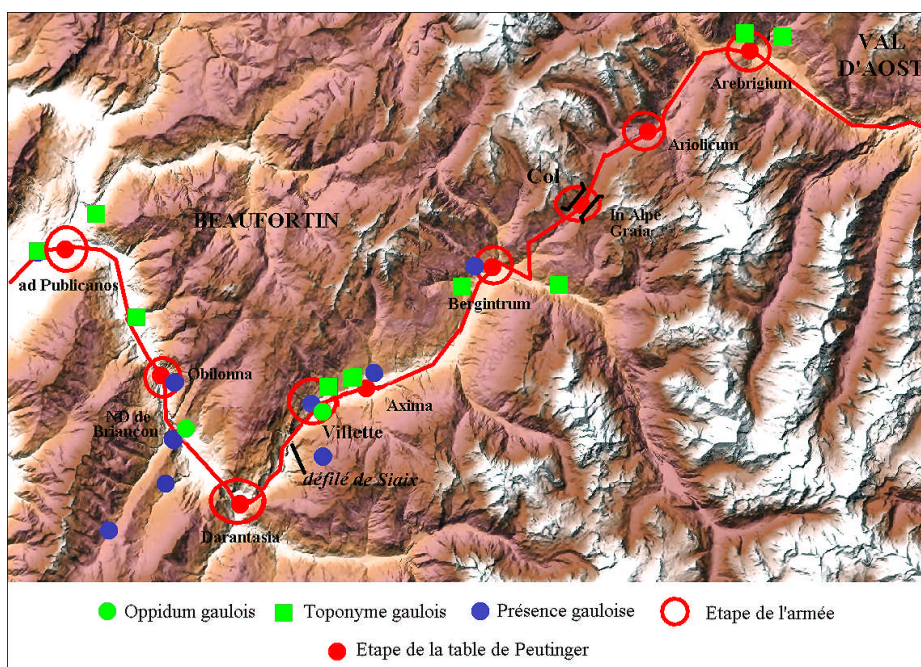 VAL
D'AOST
Arebrigium
Ariolicum
Col
In Alpe
Graia
BEAUFORTIN
ad Publicanos
Bergintrum
Obilonna
Axima
ND de
Briançon
Villette
défilé de Siaix
Darantasia
Oppidum gaulois
Toponyme gaulois
Présence gauloise
Etape de l'armée
Etape de la table de Peutinger